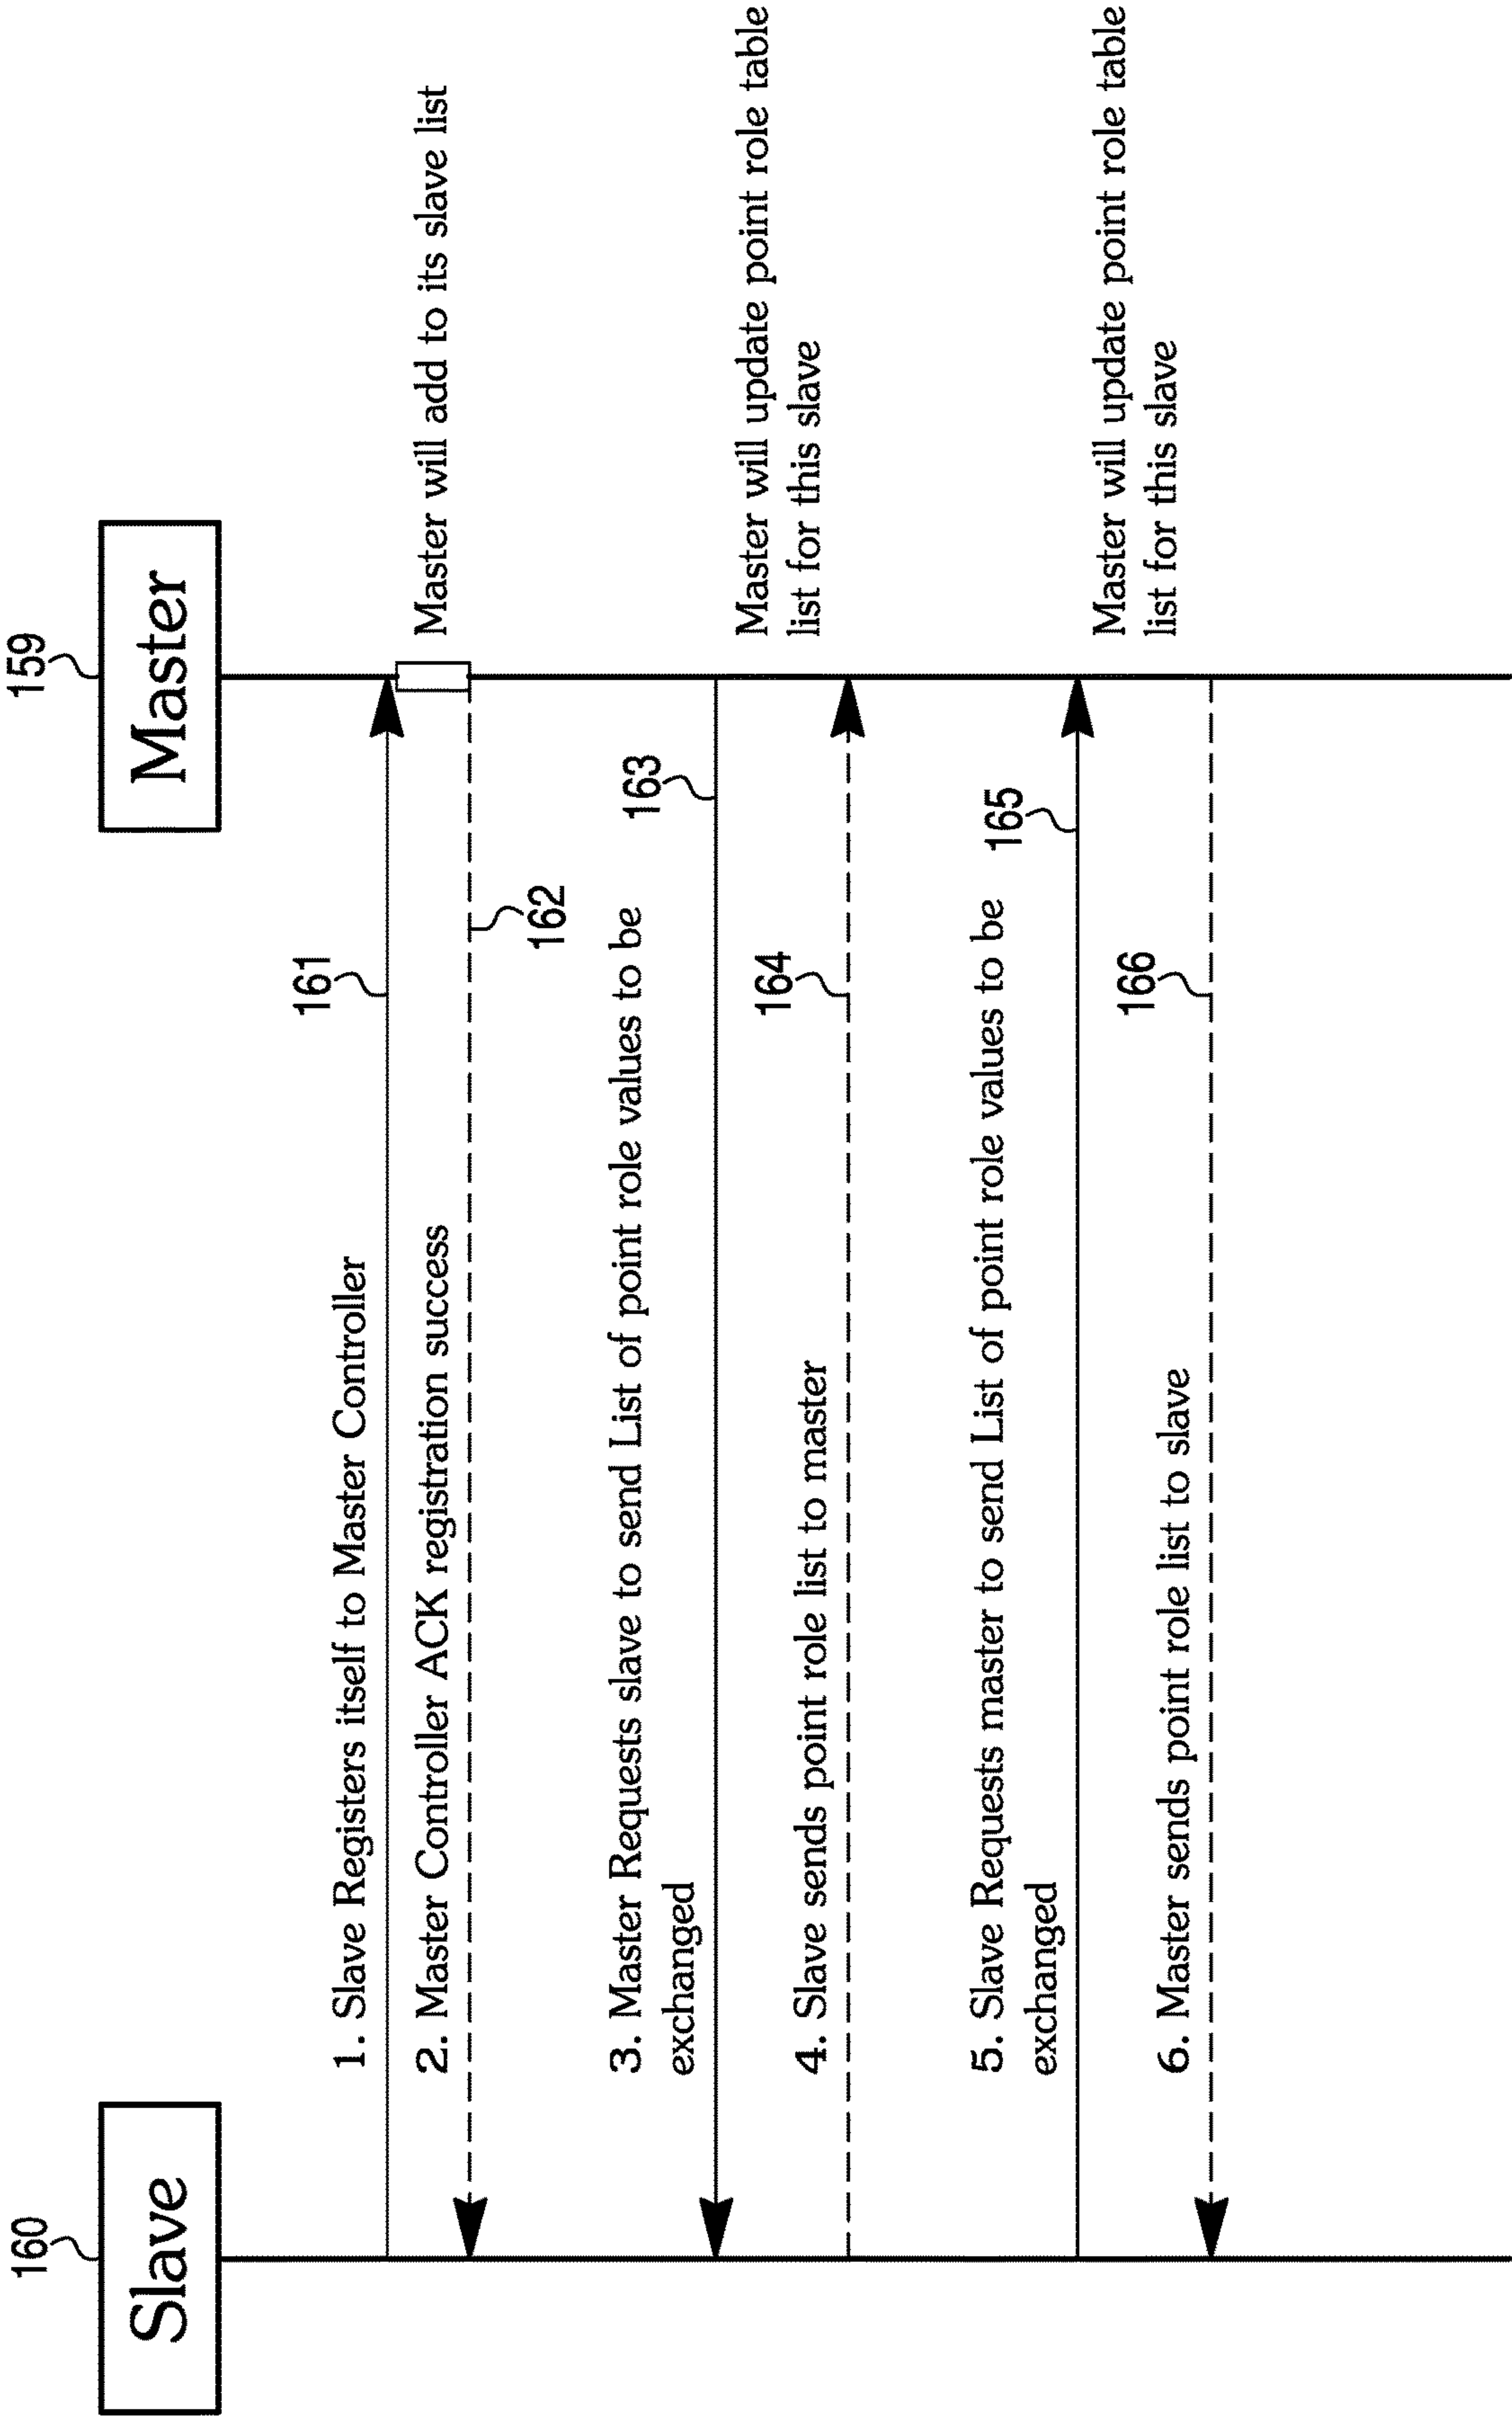 160
Slave
159
Master
161
1. Slave Registers itself to Master Controller
2. Master Controller ACK registration success
Master will add to its slave list
162
3. Master Requests slave to send List of point role values to be
exchanged
163
Master will update point role table
list for this slave
4. Slave sends point role list to master
164
5. Slave Requests master to send List of point role values to be
exchanged
165
Master will update point role table
list for this slave
6. Master sends point role list to slave
166